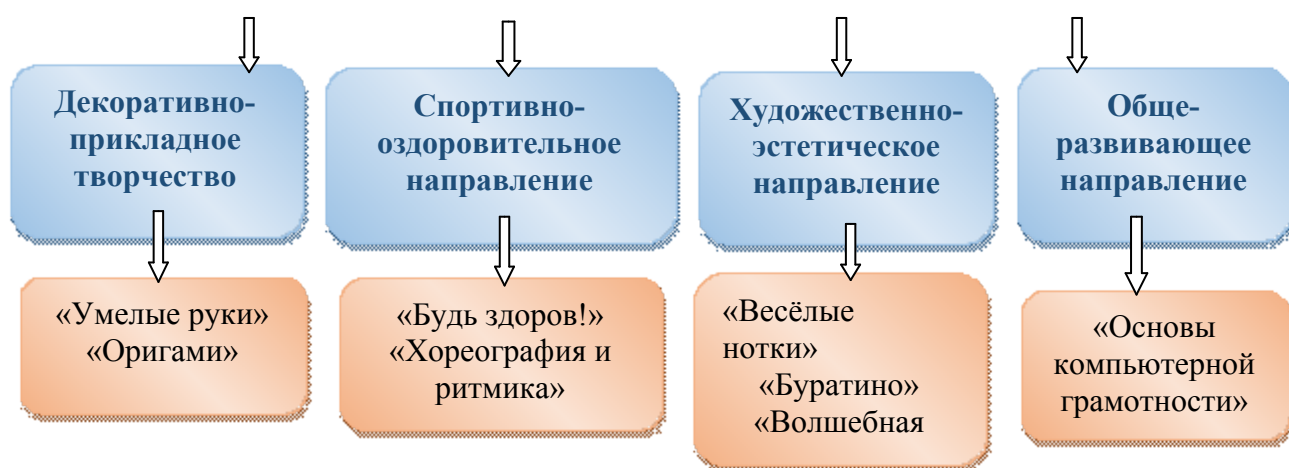 Декоративно-
прикладное
творчество
Спортивно-
оздоровительное
направление
Художественно-
эстетическое
направление
Обще-
развивающее
направление
«Умелые руки»
«Оригами»
«Будь здоров!»
«Хореография и
ритмика»
«Весёлые
нотки»
«Буратино»
«Волшебная
«Основы
компьютерной
грамотности»